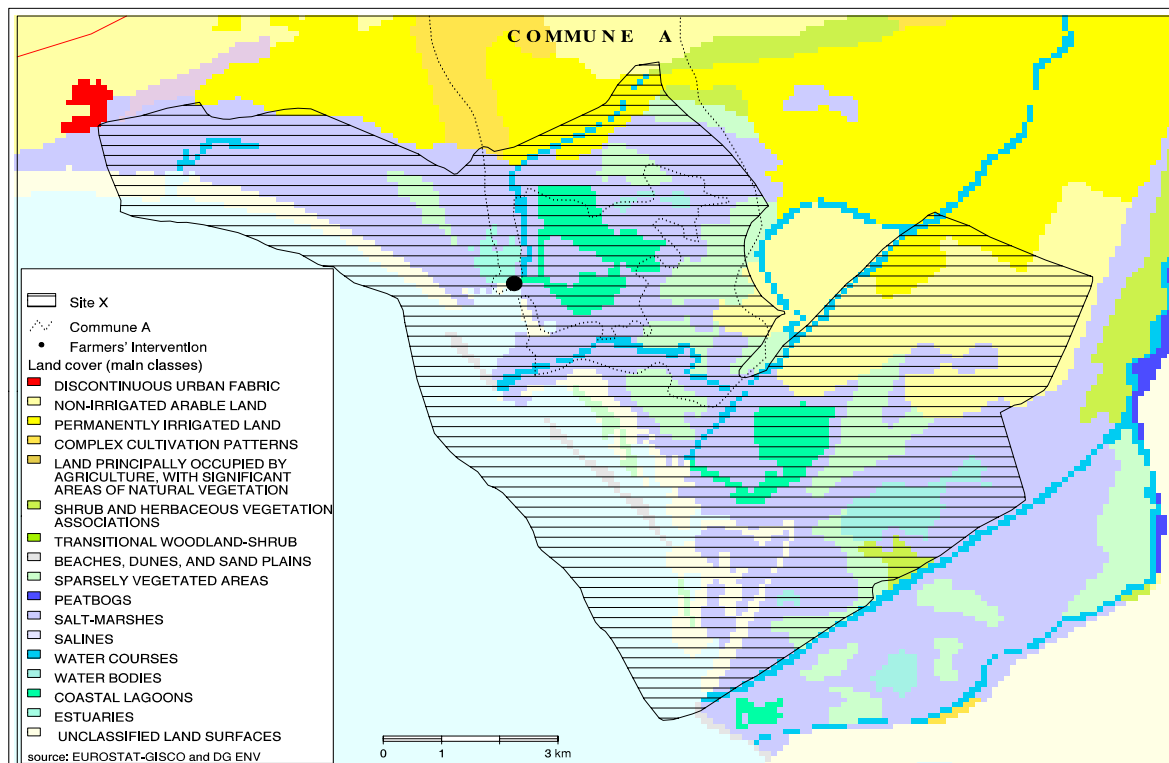 COMMUNE A
Site X
Commune A
Farmers' Intervention
Land cover (main classes)
DISCONTINUOUS URBAN FABRIC
NON-IRRIGATED ARABLE LAND
PERMANENTLY IRRIGATED LAND
COMPLEX CULTIVATION PATTERNS
LAND PRINCIPALLY OCCUPIED BY
AGRICULTURE, WITH SIGNIFICANT
AREAS OF NATURAL VEGETATION
SHRUB AND HERBACEOUS VEGETATION
ASSOCIATIONS
TRANSITIONAL WOODLAND-SHRUB
BEACHES, DUNES, AND SAND PLAINS
SPARSELY VEGETATED AREAS
PEATBOGS
SALT-MARSHES
SALINES
WATER COURSES
WATER BODIES
COASTAL LAGOONS
ESTUARIES
UNCLASSIFIED LAND SURFACES
source: EUROSTAT-GISCO and DG ENV
0 1 3 km